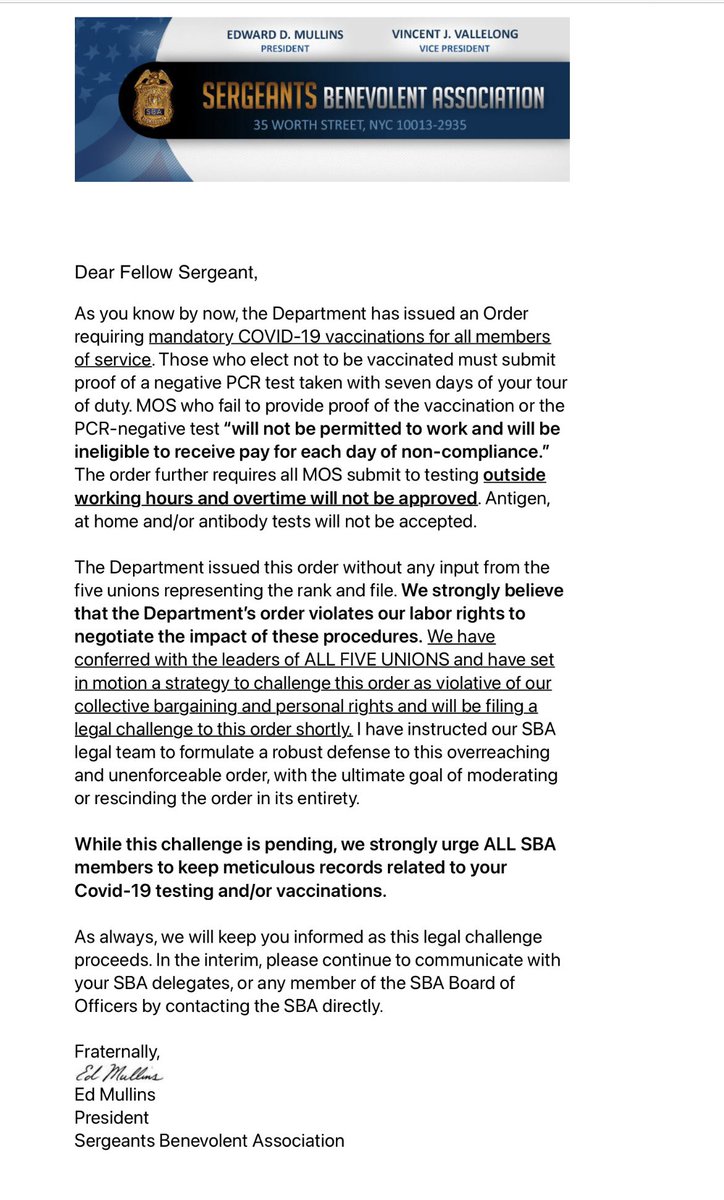 EDWARD D. MULLINS VINCENT J. VALLELONG
PRESIDENT VICE PRESIDENT
SERGEANTS BENEVOLENT ASSOCIATION
SBA
35 WORTH STREET, NYC 10013-2935
Dear Fellow Sergeant,
As you know by now, the Department has issued an Order
requiring mandatory COVID-19 vaccinations for all members
of service. Those who elect not to be vaccinated must submit
proof of a negative PCR test taken with seven days of your tour
of duty. MOS who fail to provide proof of the vaccination or the
PCR-negative test “will not be permitted to work and will be
ineligible to receive pay for each day of non-compliance.”
The order further requires all MOS submit to testing outside
working hours and overtime will not be approved. Antigen,
at home and/or antibody tests will not be accepted.
The Department issued this order without any input from the
five unions representing the rank and file. We strongly believe
that the Department’s order violates our labor rights to
negotiate the impact of these procedures. We have
conferred with the leaders of ALL FIVE UNIONS and have set
in motion a strategy to challenge this order as violative of our
collective bargaining and personal rights and will be filing a
legal challenge to this order shortly. I have instructed our SBA
legal team to formulate a robust defense to this overreaching
and unenforceable order, with the ultimate goal of moderating
or rescinding the order in its entirety.
While this challenge is pending, we strongly urge ALL SBA
members to keep meticulous records related to your
Covid-19 testing and/or vaccinations.
As always, we will keep you informed as this legal challenge
proceeds. In the interim, please continue to communicate with
your SBA delegates, or any member of the SBA Board of
Officers by contacting the SBA directly.
Fraternally,
Ed Mullins
Ed Mullins
President
Sergeants Benevolent Association